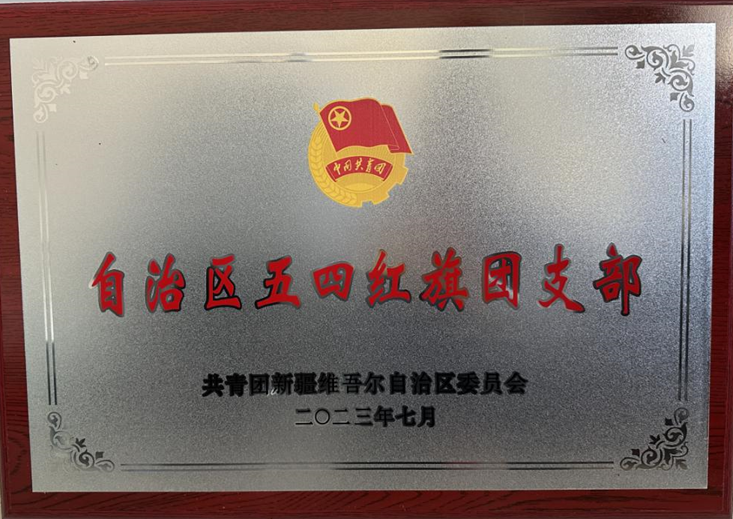 中国共青团
自治区五四红旗团支部
共青团新疆维吾尔自治区委员会
二〇二三年七月